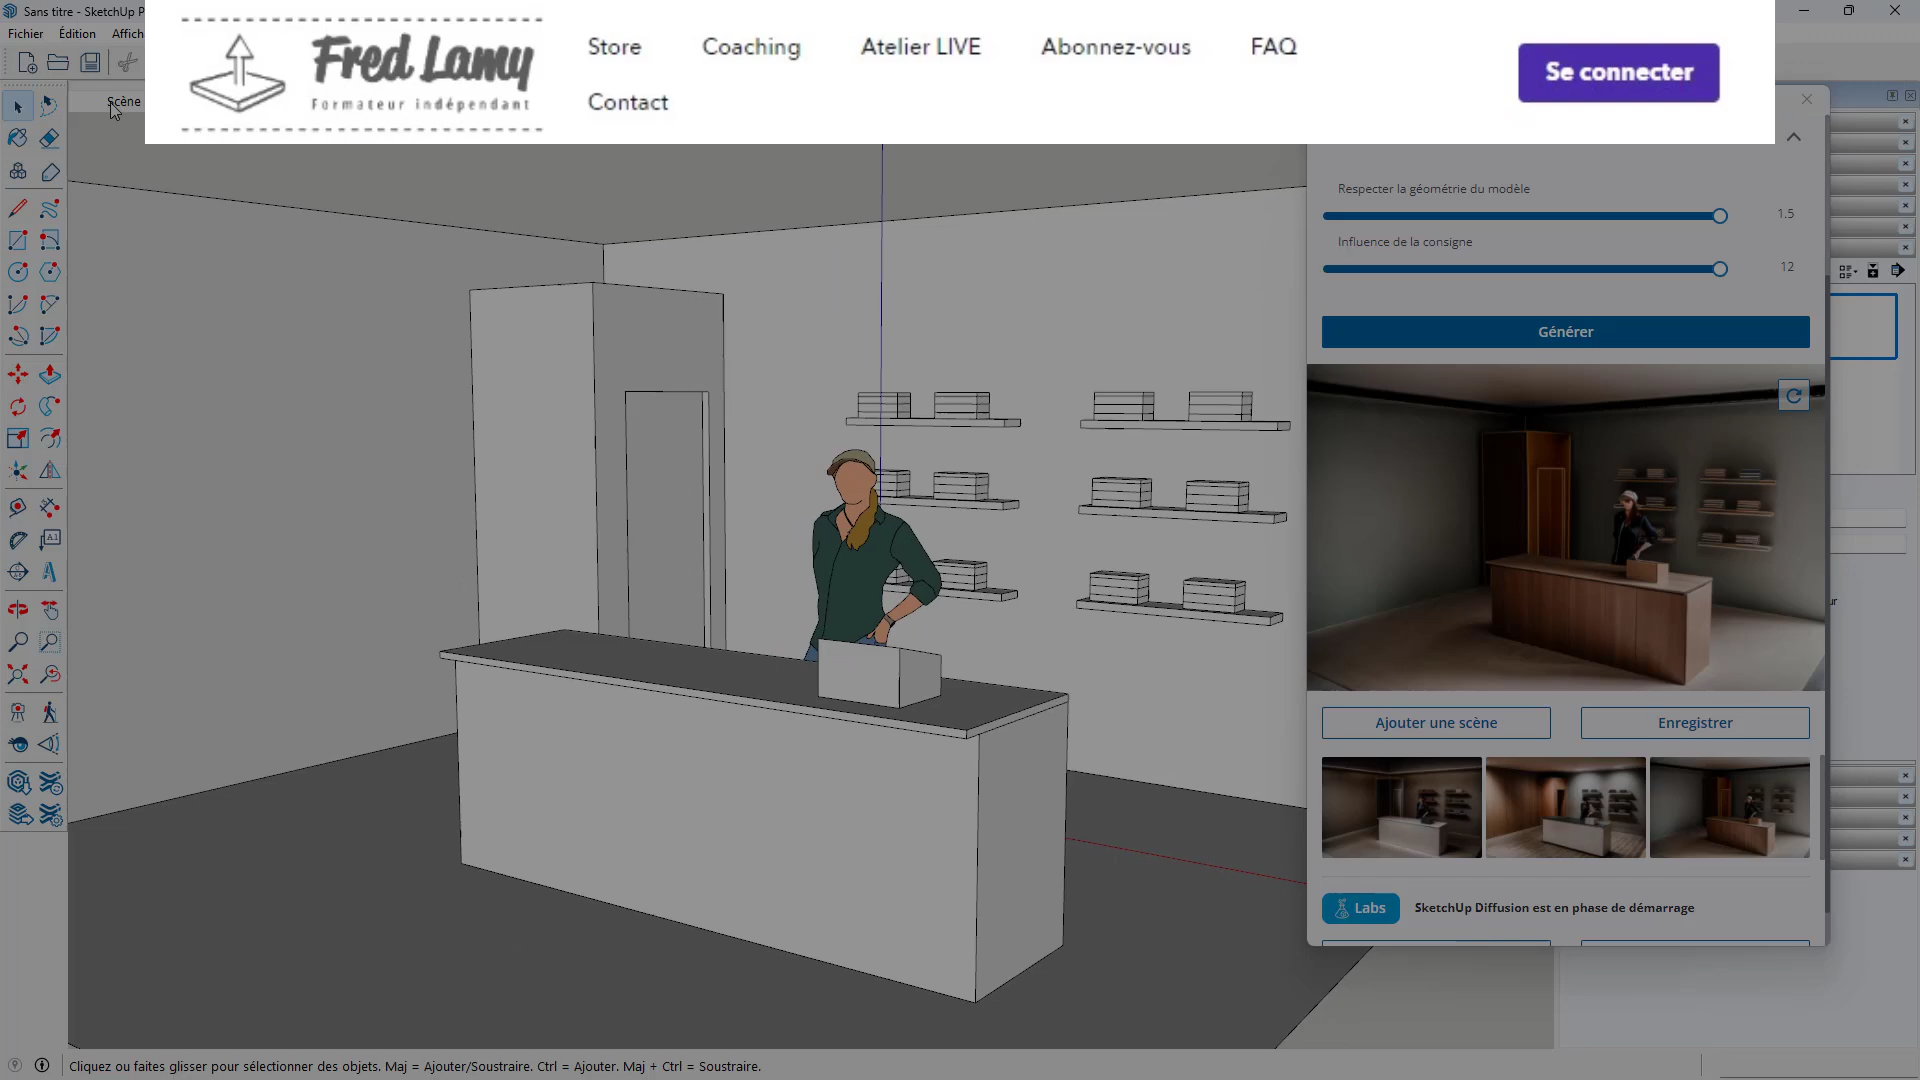 Sans titre - SketchUp P
Fichier Édition Affich
Fred Lamy
Formateur indépendant
Store Coaching Atelier LIVE Abonnez-vous FAQ
Contact
Se connecter
Scène
Respecter la géométrie du modèle
1.5
Influence de la consigne
12
Générer
A1
Ajouter une scène Enregistrer
Labs SketchUp Diffusion est en phase de démarrage
Cliquez ou faites glisser pour sélectionner des objets. Maj = Ajouter/Soustraire. Ctrl = Ajouter. Maj + Ctrl = Soustraire.